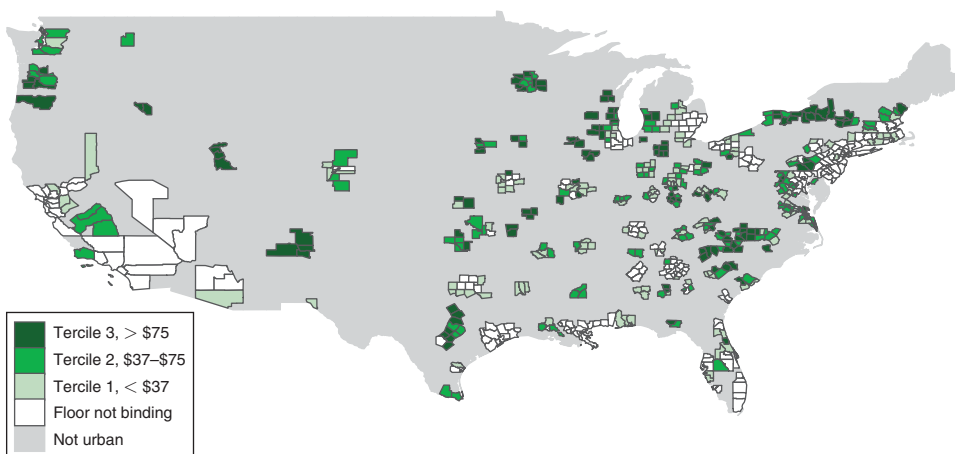 Tercile 3, > $75
Tercile 2, $37–$75
Tercile 1, < $37
Floor not binding
Not urban